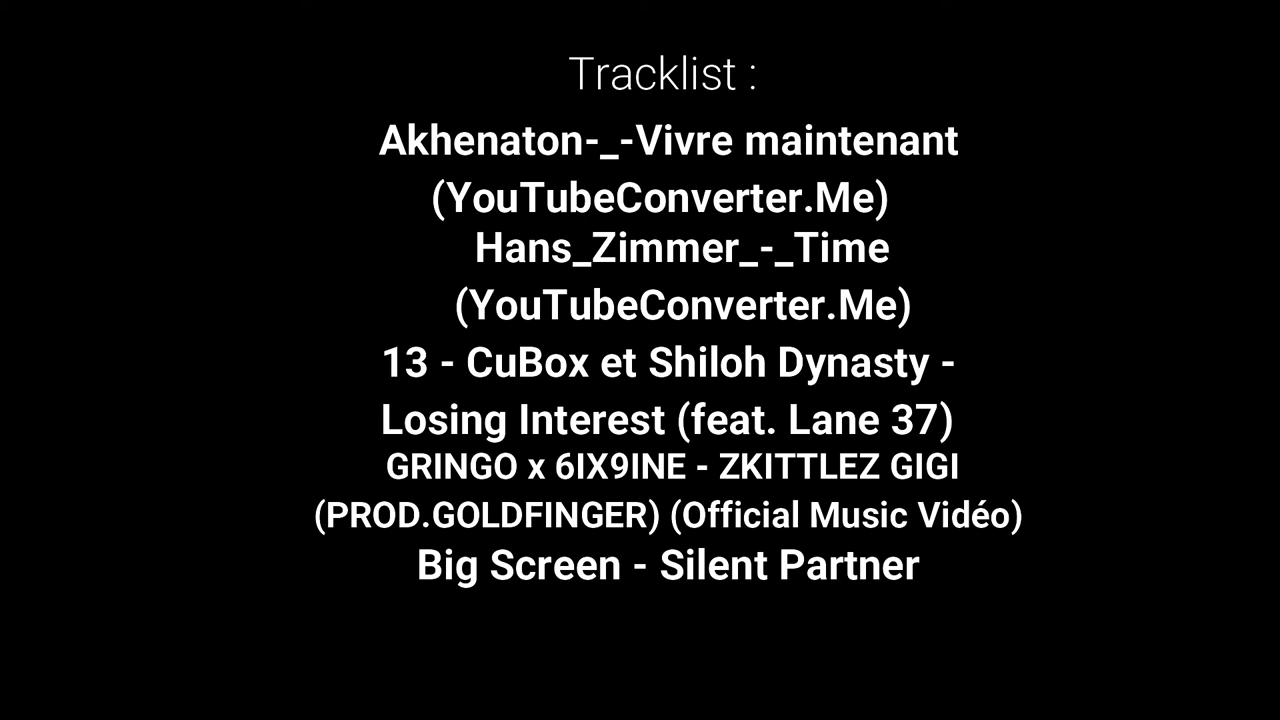 Tracklist :
Akhenaton-_-Vivre maintenant
(YouTubeConverter.Me)
Hans_Zimmer_-_Time
(YouTubeConverter.Me)
13 - CuBox et Shiloh Dynasty -
Losing Interest (feat. Lane 37)
GRINGO x 6IX9INE - ZKITTLEZ GIGI
(PROD.GOLDFINGER) (Official Music Vidéo)
Big Screen - Silent Partner